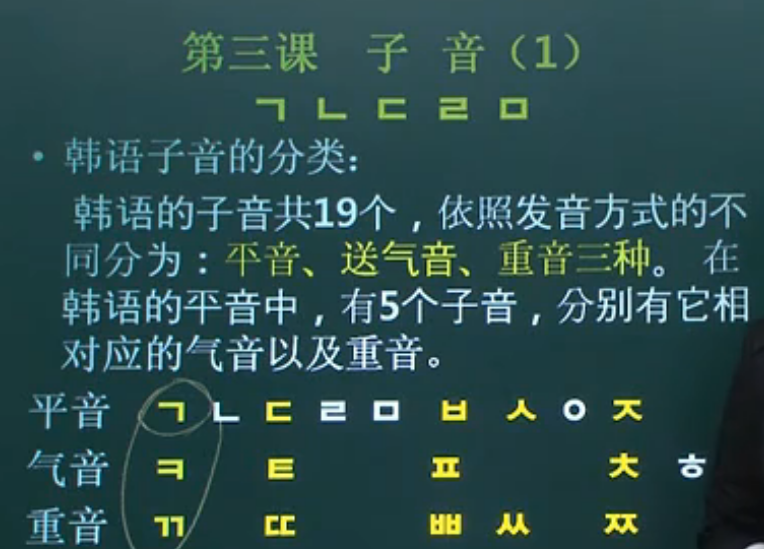 第三课 子 音（1）
ㄱ ㄴ ㄷ ㄹ ㅁ
• 韩语子音的分类：
韩语的子音共19个，依照发音方式的不
同分为：平音、送气音、重音三种。在
韩语的平音中，有5个子音，分别有它相
对应的气音以及重音。
平音 ㄱ ㄴ ㄷ ㄹ ㅁ ㅂ ㅅ ㅇ ㅈ
气音 ㅋ ㅌ ㅍ ㅊ ㅎ
重音 ㄲ ㄸ ㅃ ㅆ ㅉ